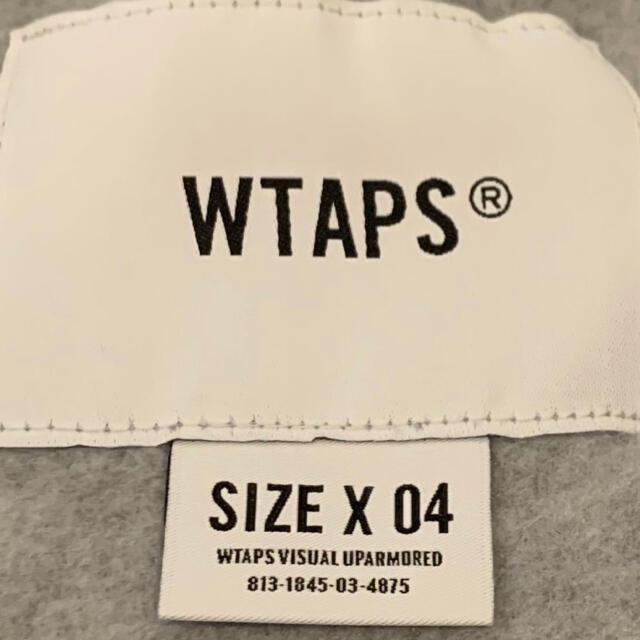 WTAPS®
SIZE X 04
WTAPS VISUAL UPARMORED
813-1845-03-4875